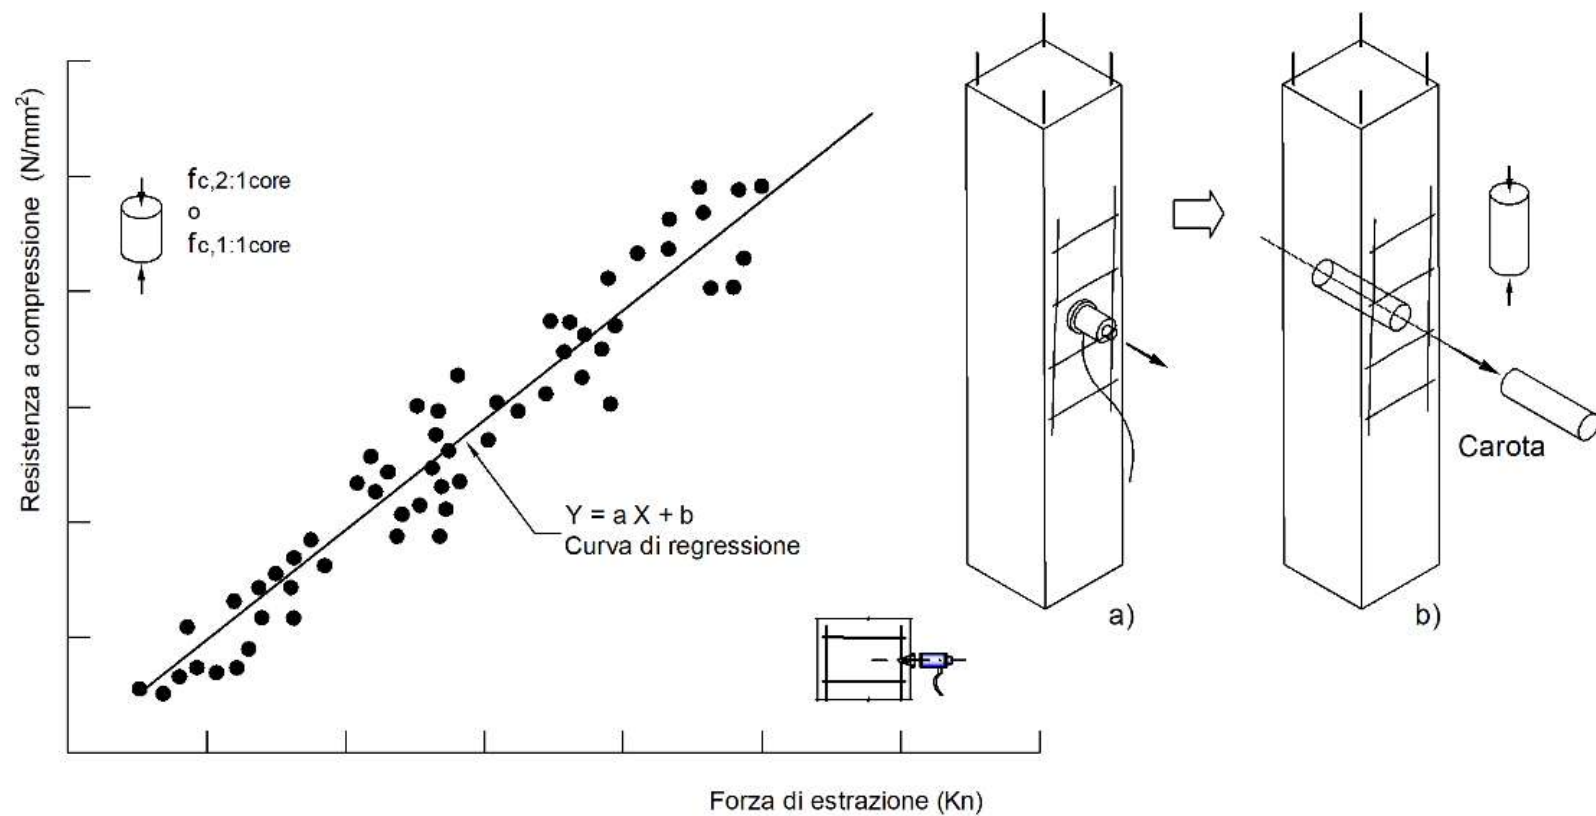 Resistenza a compressione (N/mm²)
fc,2:1core
o
fc,1:1core
Y = a X + b
Curva di regressione
Forza di estrazione (Kn)
a)
b)
Carota